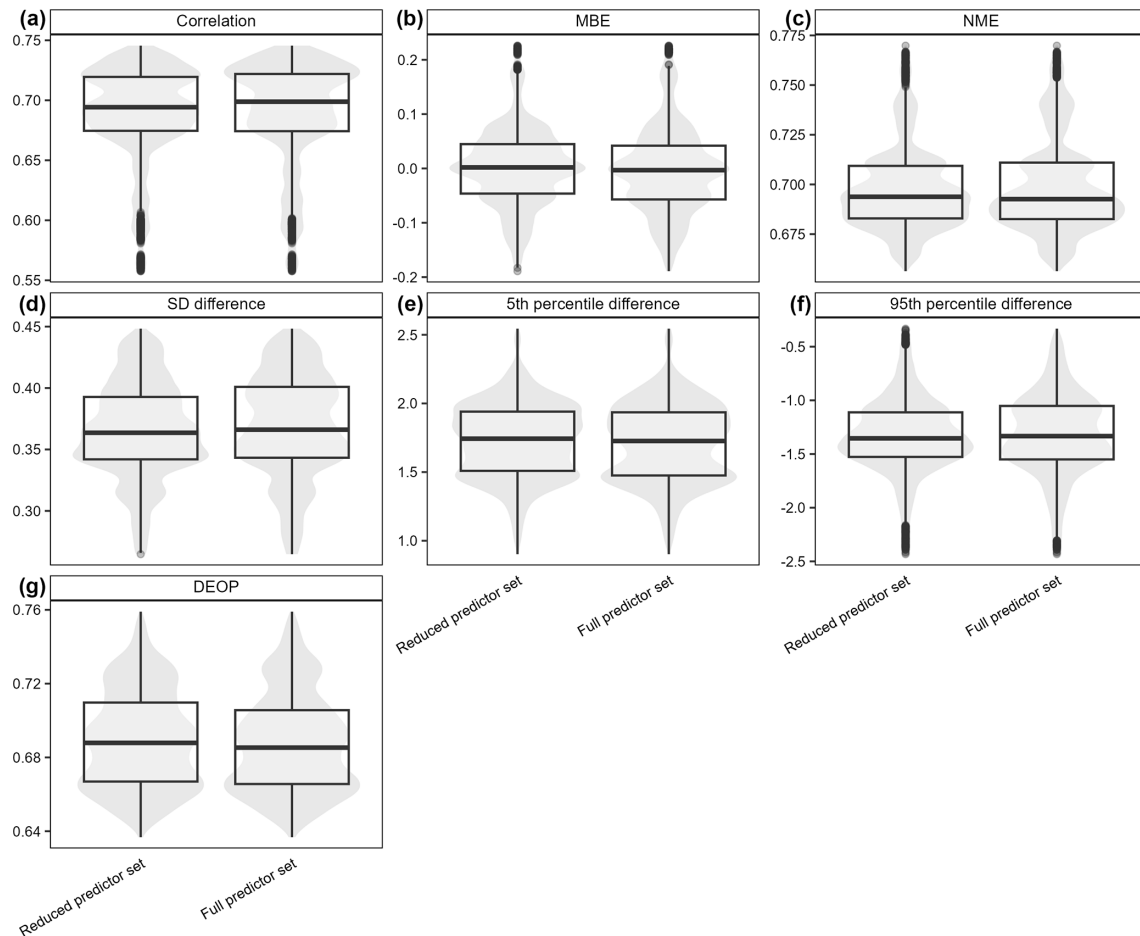 (a) Correlation
0.75
0.70
0.65
0.60
0.55
(b) MBE
0.2
0.1
0.0
-0.1
-0.2
(c) NME
0.775
0.750
0.725
0.700
0.675
(d) SD difference
0.45
0.40
0.35
0.30
(e) 5th percentile difference
2.5
2.0
1.5
1.0
Reduced predictor set
Full predictor set
(f) 95th percentile difference
-0.5
-1.0
-1.5
-2.0
-2.5
Reduced predictor set
Full predictor set
(g) DEOP
0.76
0.72
0.68
0.64
Reduced predictor set
Full predictor set